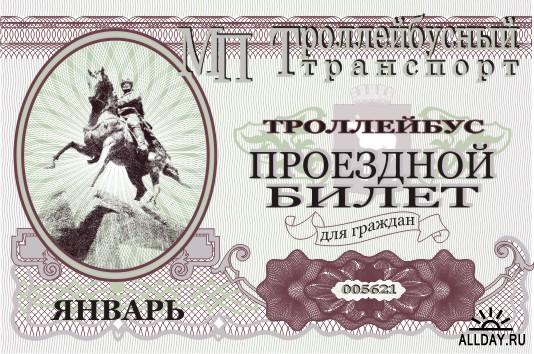 МП Троллейбусный
транспорт
ТРОЛЛЕЙБУС
ПРОЕЗДНОЙ
БИЛЕТ
для граждан
005621
ЯНВАРЬ
ALLDAY.RU